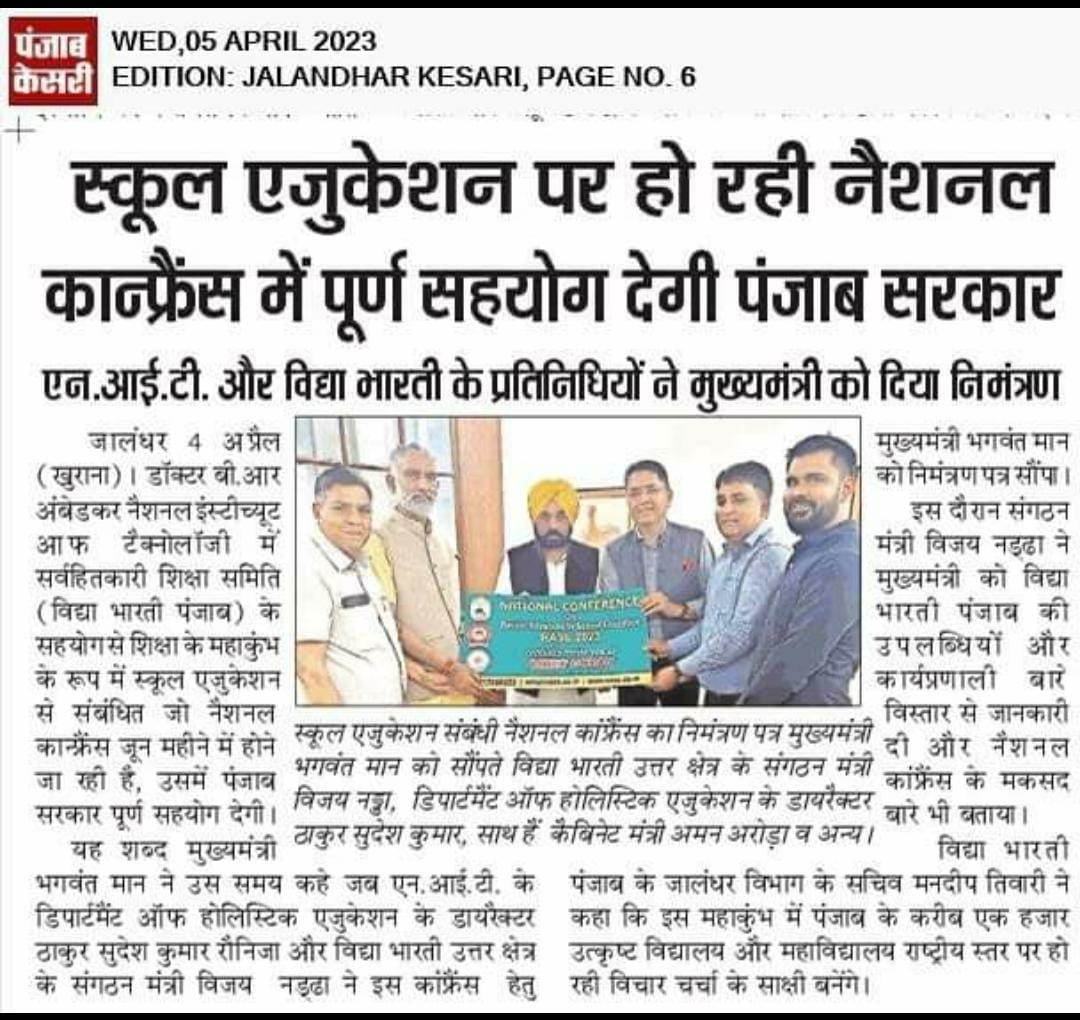 पंजाब
केसरी
WED,05 APRIL 2023
EDITION: JALANDHAR KESARI, PAGE NO. 6
स्कूल एजुकेशन पर हो रही नैशनल
कान्फ्रैंस में पूर्ण सहयोग देगी पंजाब सरकार
एन.आई.टी. और विद्या भारती के प्रतिनिधियों ने मुख्यमंत्री को दिया निमंत्रण
जालंधर 4 अप्रैल
(खुराना)। डॉक्टर बी.आर
अंबेडकर नैशनल इंस्टीच्यूट
आफ टैक्नोलॉजी में
सर्वहितकारी शिक्षा समिति
(विद्या भारती पंजाब) के
सहयोग से शिक्षा के महाकुंभ
के रूप में स्कूल एजुकेशन
से संबंधित जो नैशनल
कान्फ्रैंस जून महीने में होने
जा रही है, उसमें पंजाब
सरकार पूर्ण सहयोग देगी।
यह शब्द मुख्यमंत्री
भगवंत मान ने उस समय कहे जब एन.आई.टी. के
डिपार्टमैंट ऑफ होलिस्टिक एजुकेशन के डायरैक्टर
ठाकुर सुदेश कुमार रौनिजा और विद्या भारती उत्तर क्षेत्र
के संगठन मंत्री विजय नड्ढा ने इस कांफ्रैंस हेतु
NATIONAL CONFERENCE
RASE 2023
स्कूल एजुकेशन संबंधी नैशनल कांफ्रैंस का निमंत्रण पत्र मुख्यमंत्री
भगवंत मान को सौंपते विद्या भारती उत्तर क्षेत्र के संगठन मंत्री
विजय नड्डा, डिपार्टमैंट ऑफ होलिस्टिक एजुकेशन के डायरैक्टर
ठाकुर सुदेश कुमार, साथ हैं कैबिनेट मंत्री अमन अरोड़ा व अन्य।
मुख्यमंत्री भगवंत मान
को निमंत्रण पत्र सौंपा।
इस दौरान संगठन
मंत्री विजय नड्ढा ने
मुख्यमंत्री को विद्या
भारती पंजाब की
उपलब्धियों और
कार्यप्रणाली बारे
विस्तार से जानकारी
दी और नैशनल
कांफ्रैंस के मकसद
बारे भी बताया।
विद्या भारती
पंजाब के जालंधर विभाग के सचिव मनदीप तिवारी ने
कहा कि इस महाकुंभ में पंजाब के करीब एक हजार
उत्कृष्ट विद्यालय और महाविद्यालय राष्ट्रीय स्तर पर हो
रही विचार चर्चा के साक्षी बनेंगे।